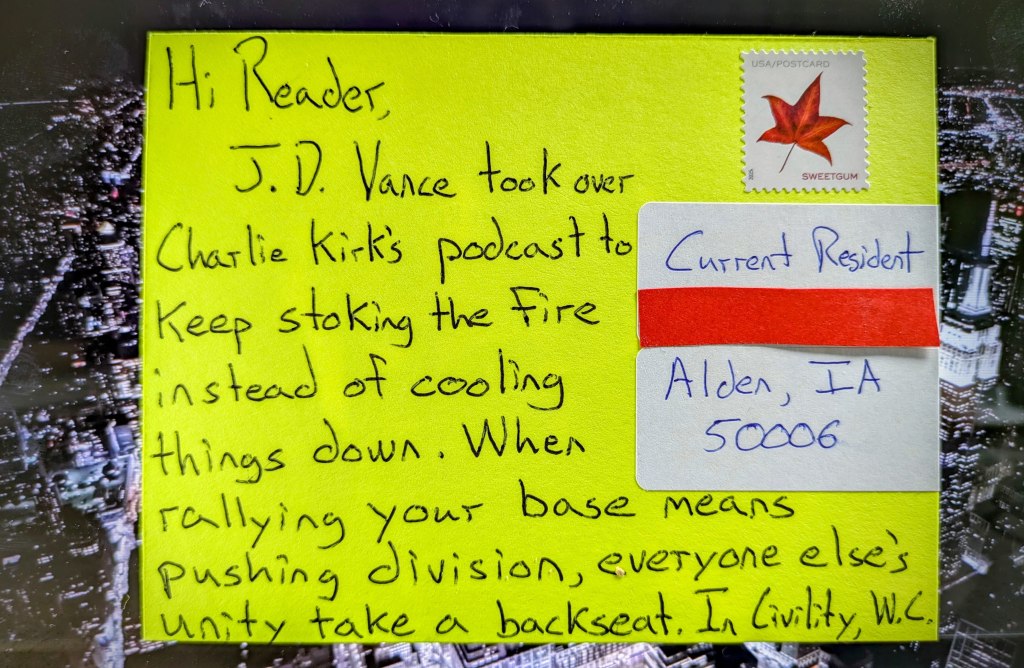 Hi Reader,
J.D. Vance took over
Charlie Kirk's podcast to
keep stoking the fire
instead of cooling
things down. When
rallying your base means
pushing division, everyone else's
unity take a backseat. In Civility, W.C.
USA/POSTCARD
SWEETGUM
Current Resident
Alden, IA
50006